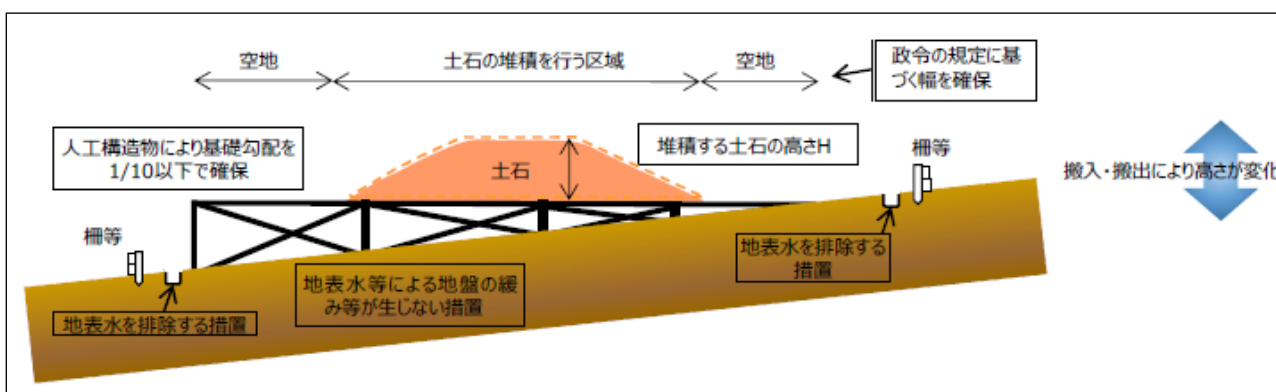 空地
土石の堆積を行う区域
空地
政令の規定に基
づく幅を確保
人工構造物により基礎勾配を
1/10以下で確保
土石
堆積する土石の高さH
柵等
搬入・搬出により高さが変化
柵等
地表水を排除する
措置
地表水等による地盤の緩
み等が生じない措置
地表水を排除する措置